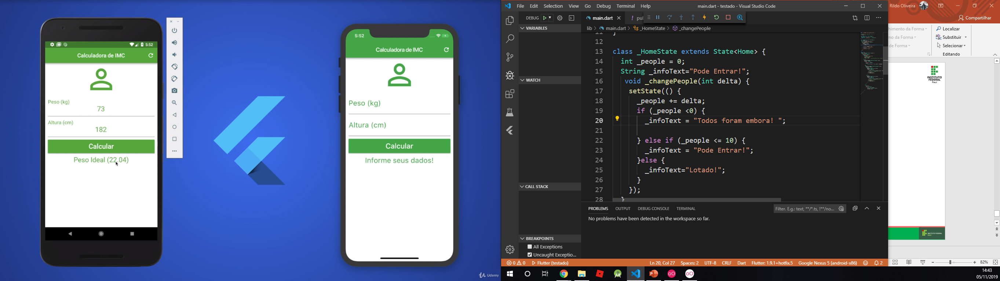 5:52
Calculadora de IMC
Peso (kg)
73
Altura (cm)
182
Calcular
Peso Ideal (22.04)
5:52
Calculadora de IMC
Peso (kg)
Altura (cm)
Calcular
Informe seus dados!
Udemy
File Edit Selection View Go Debug Terminal Help
main.dart - testado - Visual Studio Code
DEBUG
VARIABLES
WATCH
CALL STACK
BREAKPOINTS
All Exceptions
Uncaught Exceptio...
main.dart
lib > main.dart > _HomeState > _changePeople
11 }
12
13 class _HomeState extends State<Home> {
14 int _people = 0;
15 String _infoText="Pode Entrar!";
16 void _changePeople(int delta) {
17 setState(() {
18 _people += delta;
19 if (_people <0) {
20 _infoText = "Todos foram embora! ";
21
22 } else if (_people <= 10) {
23 _infoText = "Pode Entrar!";
24 }else {
25 _infoText="Lotado!";
26 }
27 });
28 }
PROBLEMS OUTPUT DEBUG CONSOLE TERMINAL
Filter. E.g.: text, **/*.ts, !**/no...
No problems have been detected in the workspace so far.
0 0 Flutter (testado)
Ln 20, Col 27 Spaces: 2 UTF-8 CRLF Dart Flutter: 1.9.1+hotfix.5 Google Nexus 5 (android-x86) 2
Rildo Oliveira
Compartilhar
da Forma
Localizar
da Forma
Substituir
de Forma
Selecionar
Editando
INSTITUTO
FEDERAL
Piauí
INSTITUTO FEDERAL
Piauí
82%
14:43
05/11/2019